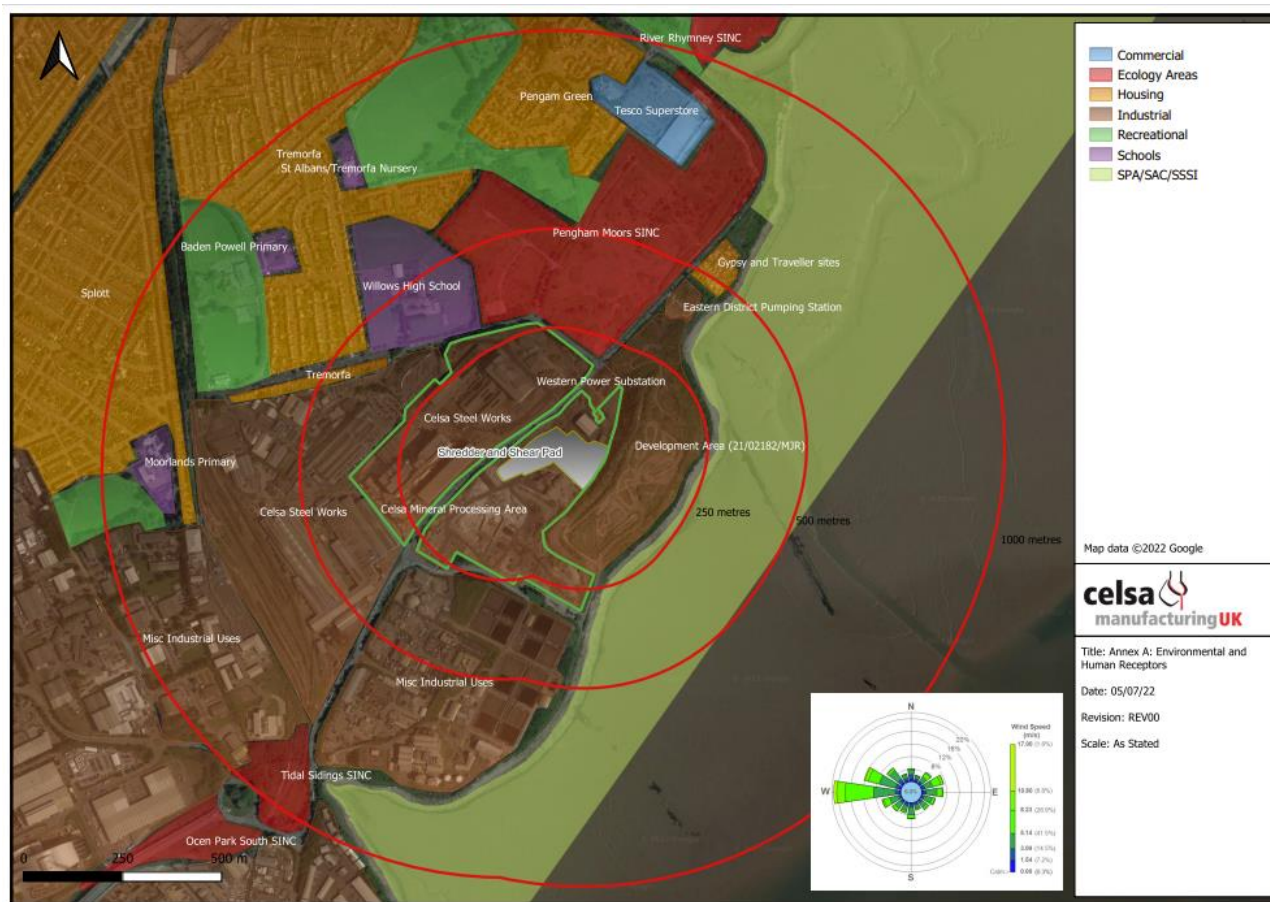 River Rhymney SINC
Pengam Green
Tesco Superstore
Tremorfa
St Albans/Tremorfa Nursery
Pengham Moors SINC
Baden Powell Primary
Willows High School
Gypsy and Traveller sites
Splott
Eastern District Pumping Station
Tremorfa
Western Power Substation
Celsa Steel Works
Development Area (21/02182/MJR)
Shredder and Shear Pad
Moorlands Primary
Celsa Steel Works
Celsa Mineral Processing Area
250 metres
500 metres
1000 metres
Misc Industrial Uses
Misc Industrial Uses
Tidal Sidings SINC
Ocen Park South SINC
0
250
500 m
Commercial
Ecology Areas
Housing
Industrial
Recreational
Schools
SPA/SAC/SSSI
Map data ©2022 Google
celsa
manufacturingUK
Title: Annex A: Environmental and
Human Receptors
Date: 05/07/22
Revision: REV00
Scale: As Stated
N
W
E
S
Wind Speed
(m/s)